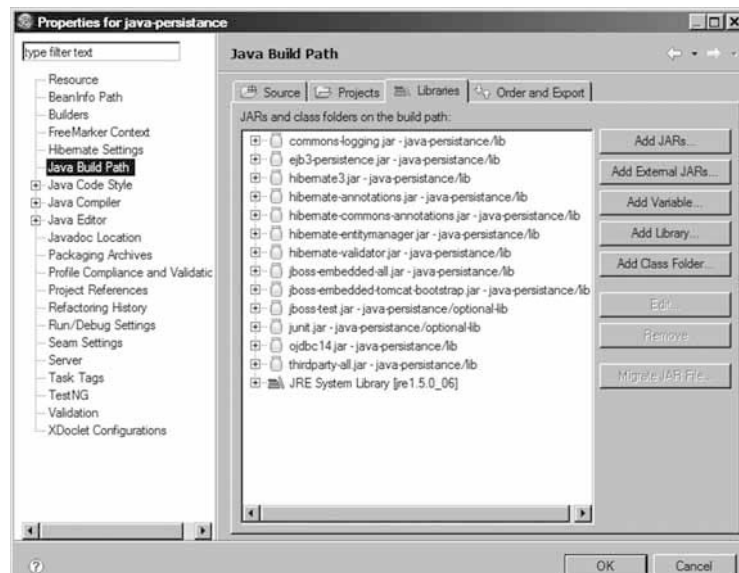 Properties for java-persistance
type filter text
Resource
BeanInfo Path
Builders
FreeMarker Context
Hibernate Settings
Java Build Path
Java Code Style
Java Compiler
Java Editor
Javadoc Location
Packaging Archives
Profile Compliance and Validatic
Project References
Refactoring History
Run/Debug Settings
Seam Settings
Server
Task Tags
TestNG
Validation
XDoclet Configurations
Java Build Path
Source Projects Libraries Order and Export
JARs and class folders on the build path:
commons-logging.jar - java-persistance/lib
ejb3-persistence.jar - java-persistance/lib
hibernate3.jar - java-persistance/lib
hibernate-annotations.jar - java-persistance/lib
hibernate-commons-annotations.jar - java-persistance/lib
hibernate-entitymanager.jar - java-persistance/lib
hibernate-validator.jar - java-persistance/lib
jboss-embedded-all.jar - java-persistance/lib
jboss-embedded-tomcat-bootstrap.jar - java-persistance/lib
jboss-test.jar - java-persistance/optional-lib
junit.jar - java-persistance/optional-lib
ojdbc14.jar - java-persistance/lib
thirdparty-all.jar - java-persistance/lib
JRE System Library [jre1.5.0_06]
Add JARs...
Add External JARs...
Add Variable...
Add Library...
Add Class Folder...
Edit...
Remove
Migrate JAR File...
OK Cancel